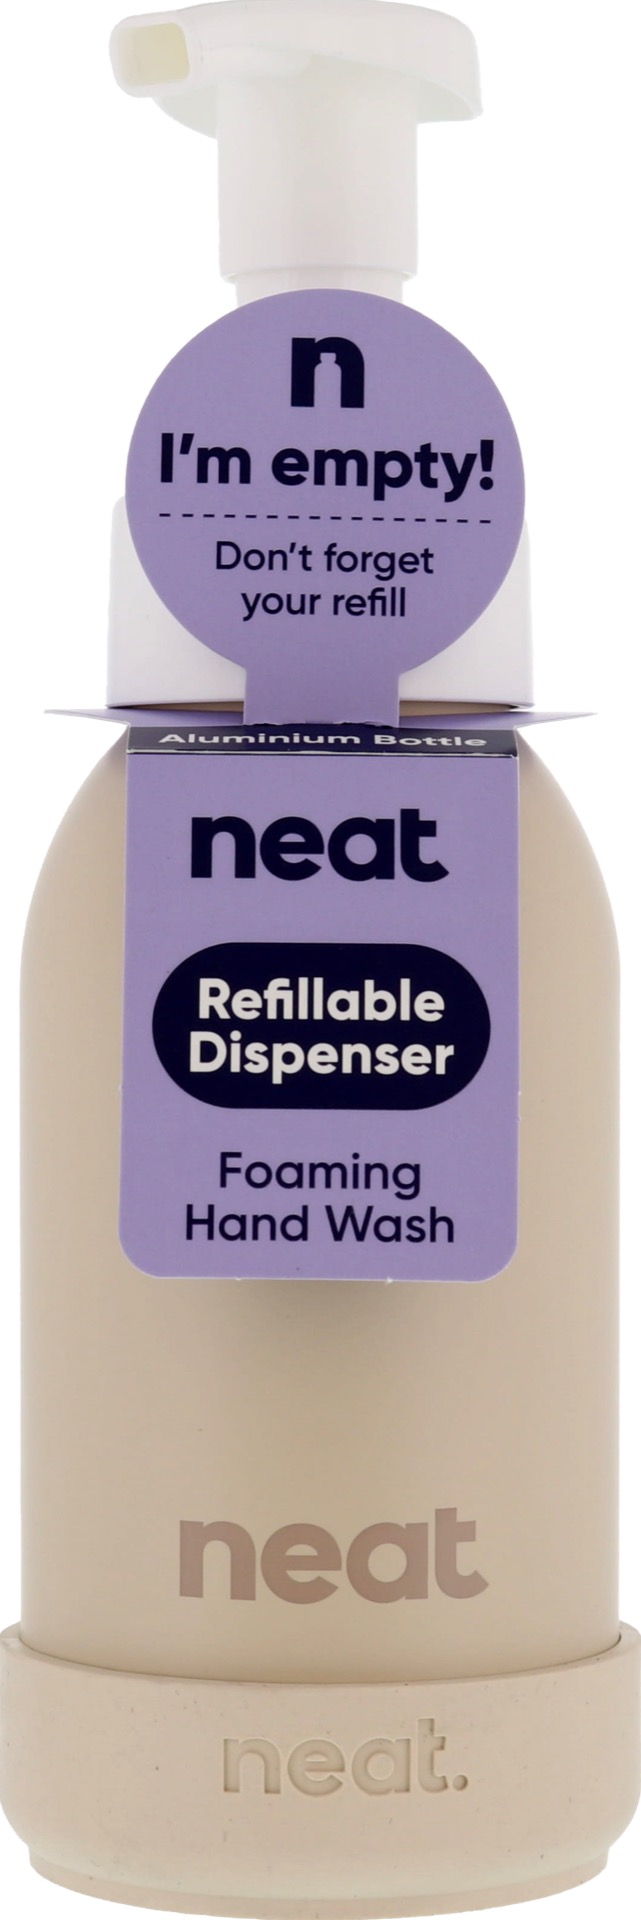 n
I'm empty!
Don't forget
your refill
Aluminium Bottle
neat
Refillable
Dispenser
Foaming
Hand Wash
neat
neat.